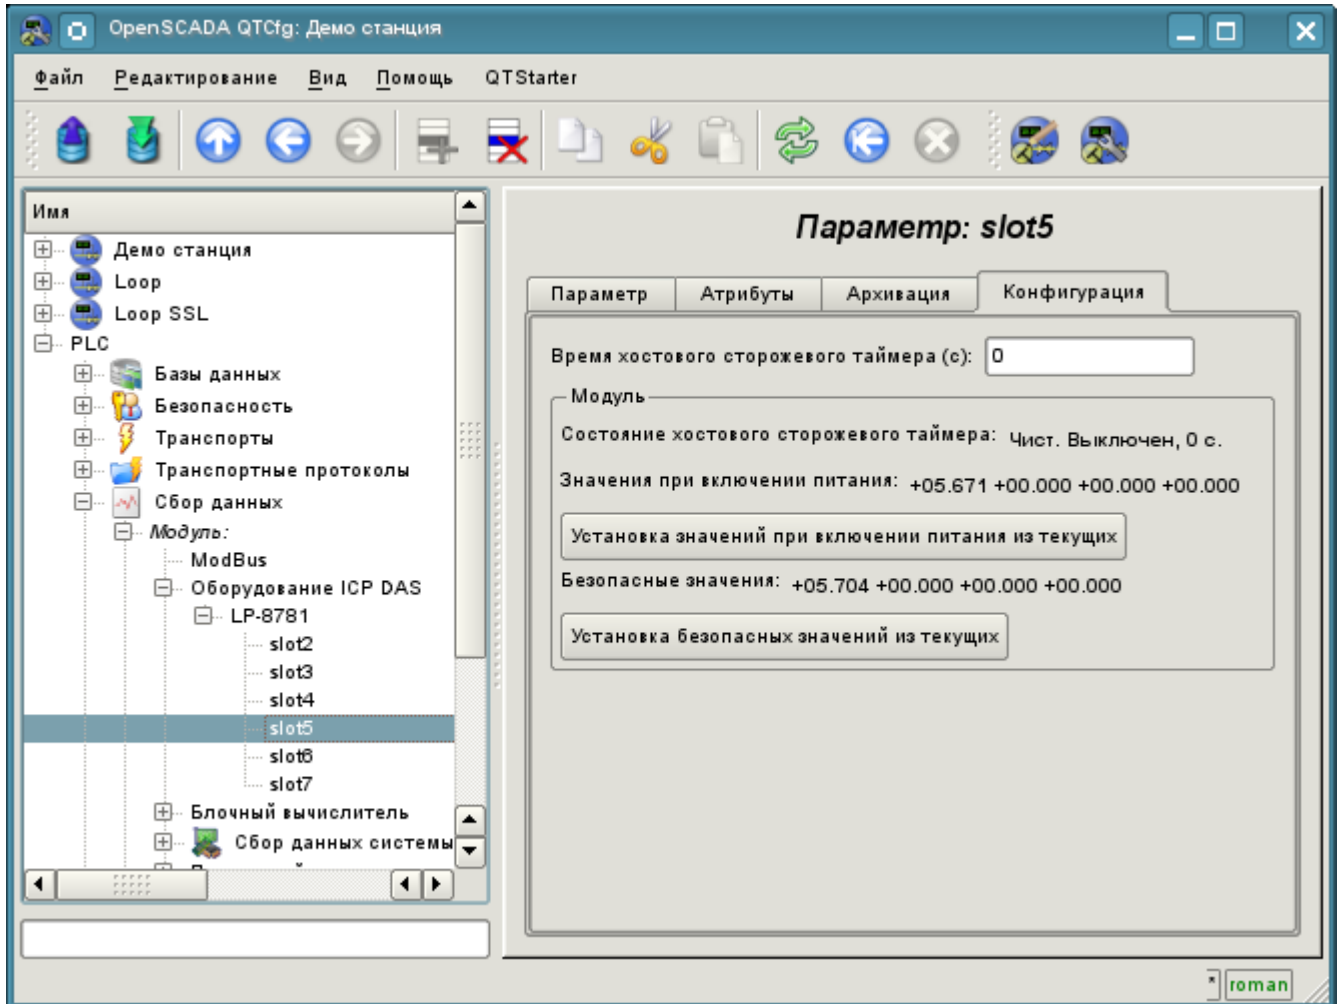 OpenSCADA QTCfg: Демо станция
Файл Редактирование Вид Помощь QTStarter
Имя
Демо станция
Loop
Loop SSL
PLC
Базы данных
Безопасность
Транспорты
Транспортные протоколы
Сбор данных
Модуль:
ModBus
Оборудование ICP DAS
LP-8781
slot2
slot3
slot4
slot5
slot6
slot7
Блочный вычислитель
Сбор данных системы
Параметр: slot5
Параметр Атрибуты Архивация Конфигурация
Время хостового сторожевого таймера (с): 0
Модуль
Состояние хостового сторожевого таймера: Чист. Выключен, 0 с.
Значения при включении питания: +05.671 +00.000 +00.000 +00.000
Установка значений при включении питания из текущих
Безопасные значения: +05.704 +00.000 +00.000 +00.000
Установка безопасных значений из текущих
* roman